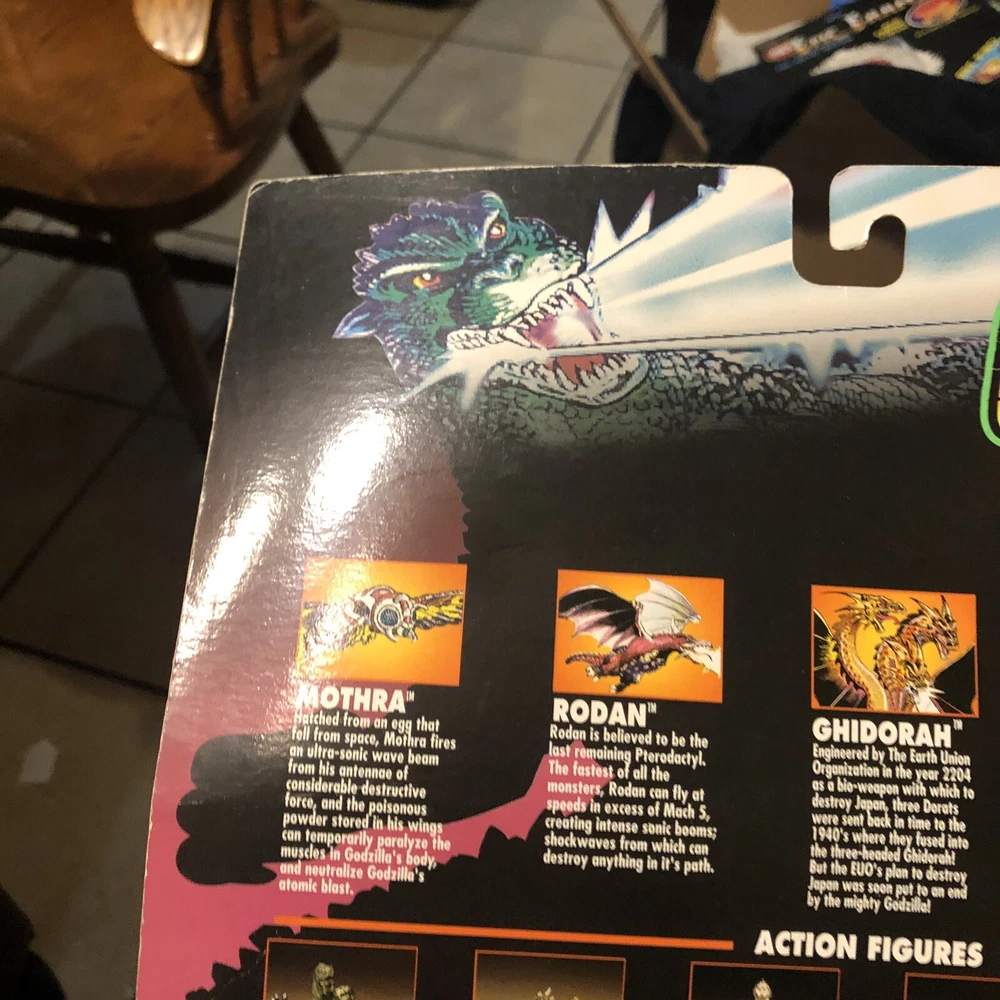 MOTHRA™
Hatched from an egg that
fell from space, Mothra fires
an ultra-sonic wave beam
from his antennae of
considerable destructive
force, and the poisonous
powder stored in his wings
can temporarily paralyze the
muscles in Godzilla's body,
and neutralize Godzilla's
atomic blast.
RODAN™
Rodan is believed to be the
last remaining Pterodactyl.
The fastest of all the
monsters, Rodan can fly at
speeds in excess of Mach 5,
creating intense sonic booms;
shockwaves from which can
destroy anything in it's path.
GHIDORAH™
Engineered by The Earth Union
Organization in the year 2204
as a bio-weapon with which to
destroy Japan, three Dorats
were sent back in time to the
1940's where they fused into
the three-headed Ghidorah!
But the EUO's plan to destroy
Japan was soon put to an end
by the mighty Godzilla!
ACTION FIGURES